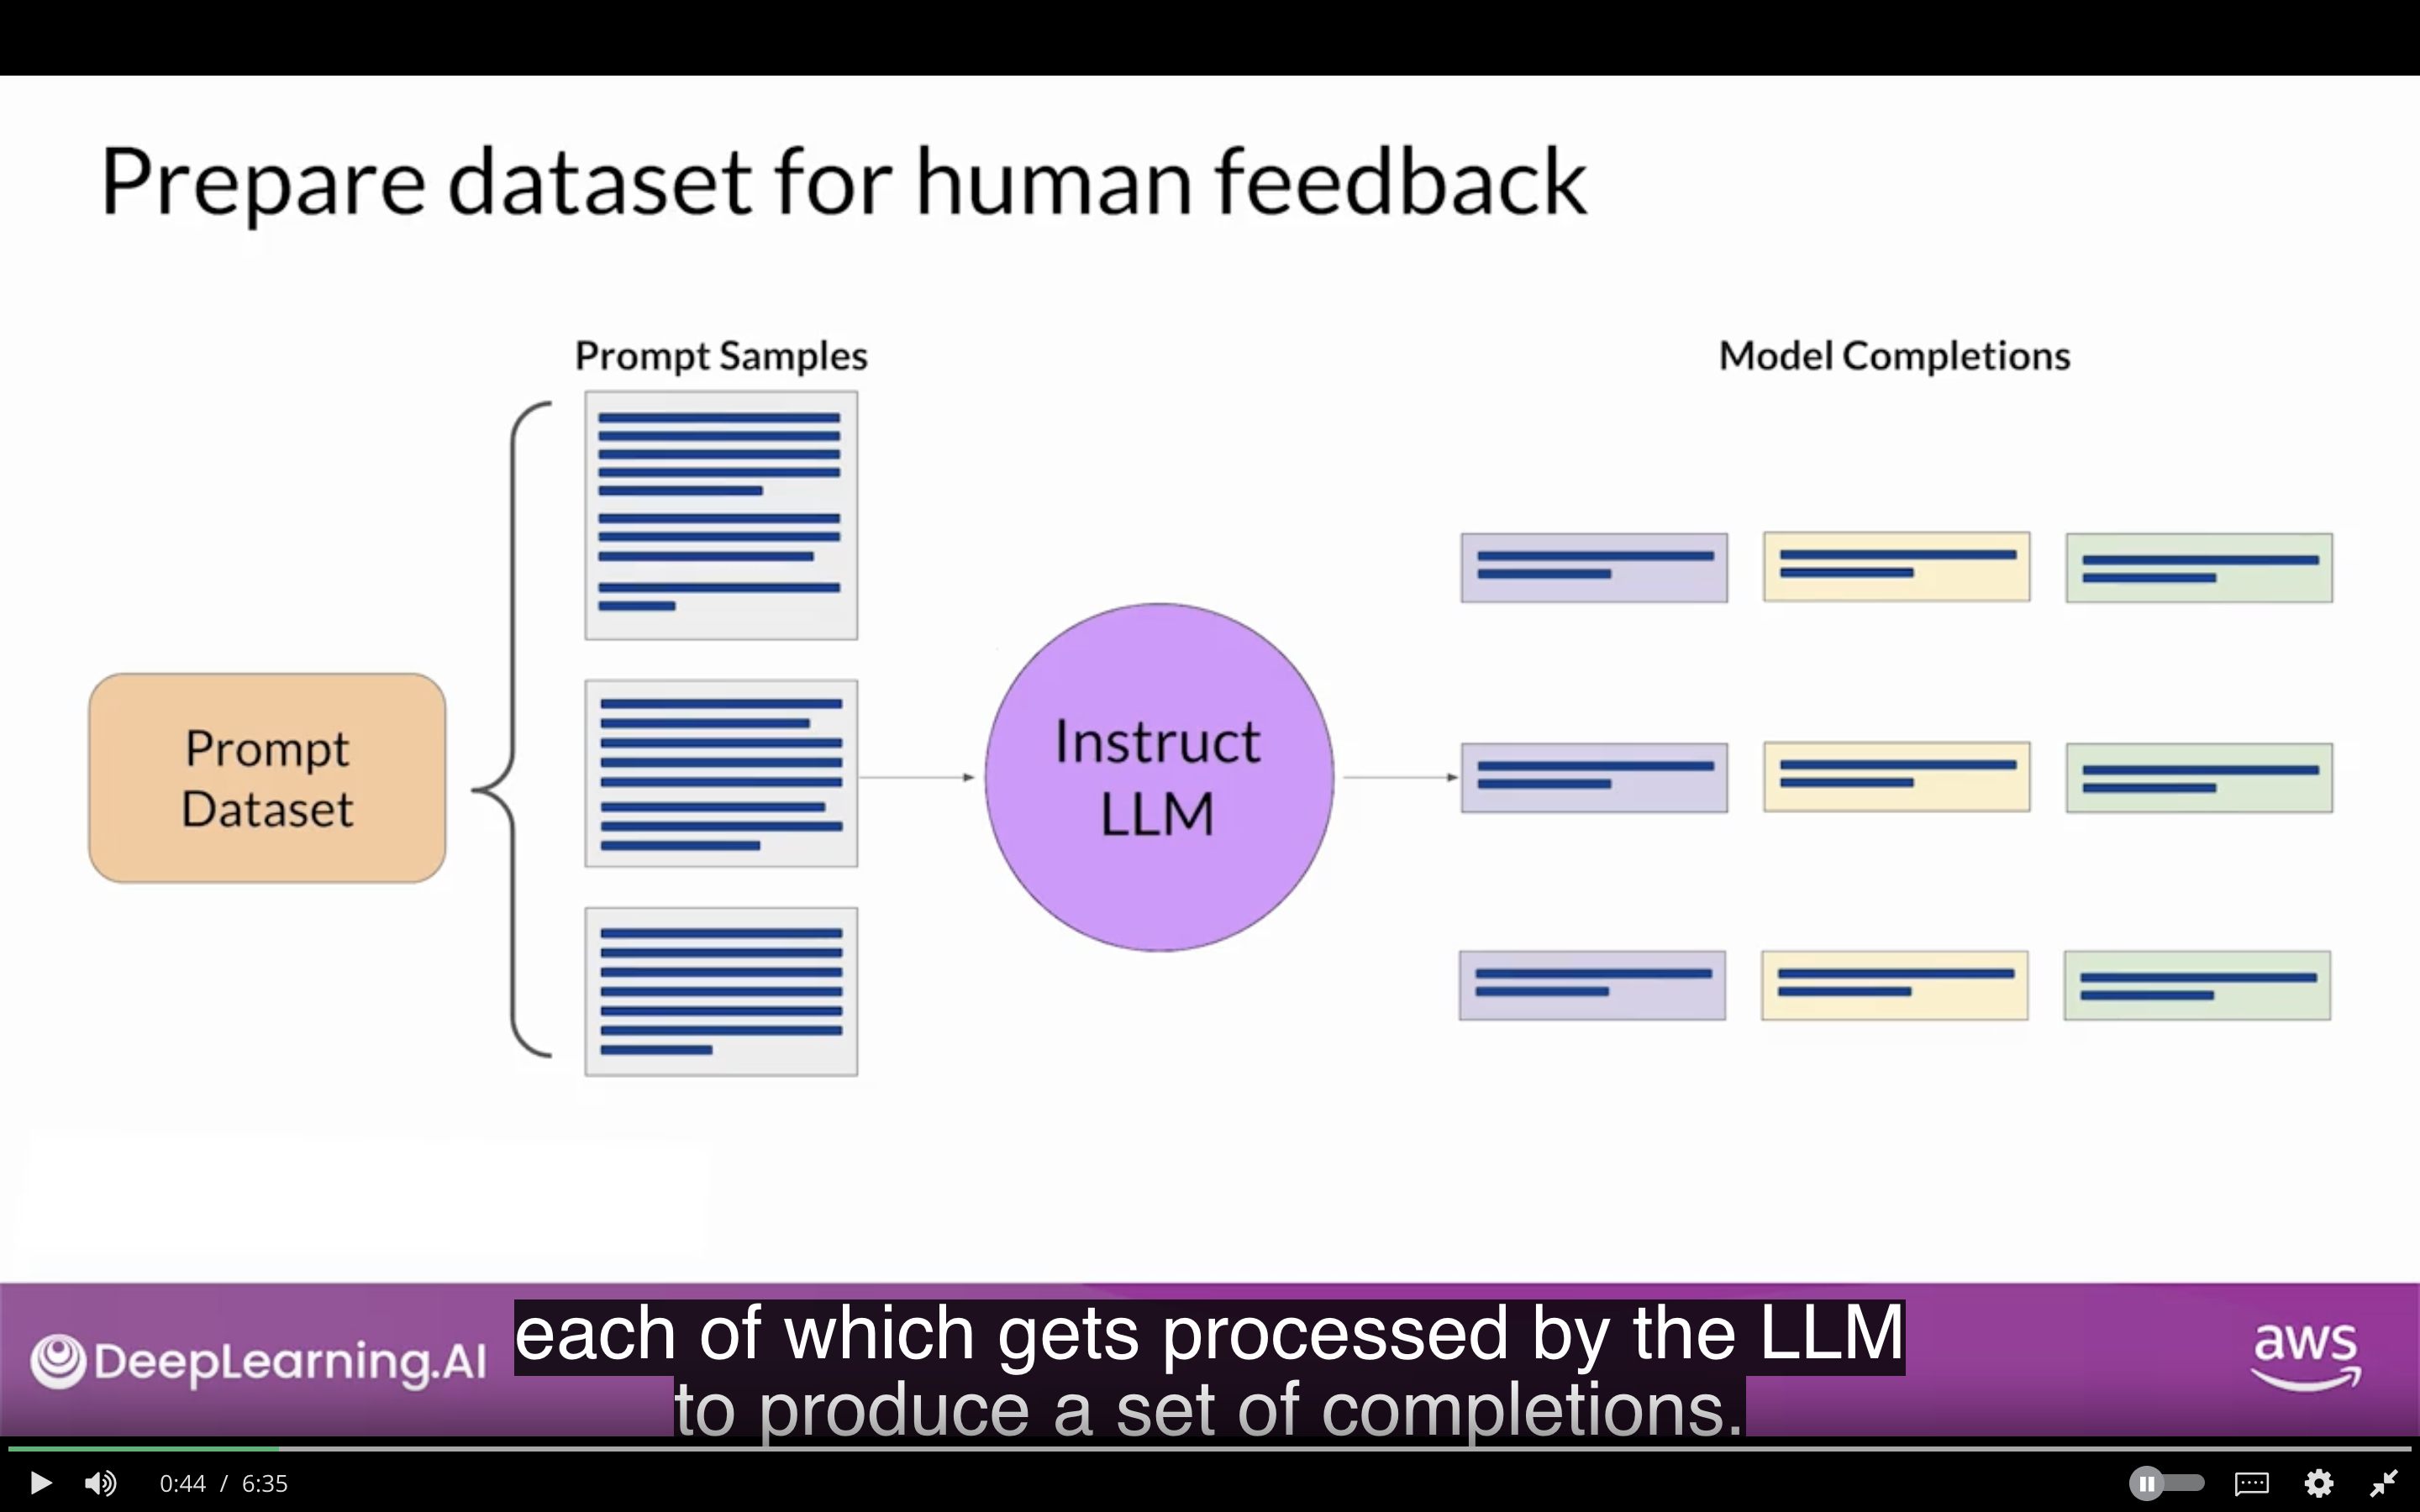 Prepare dataset for human feedback
Prompt Samples
Model Completions
Prompt
Dataset
Instruct
LLM
DeepLearning.AI
each of which gets processed by the LLM
to produce a set of completions.
aws
0:44 / 6:35